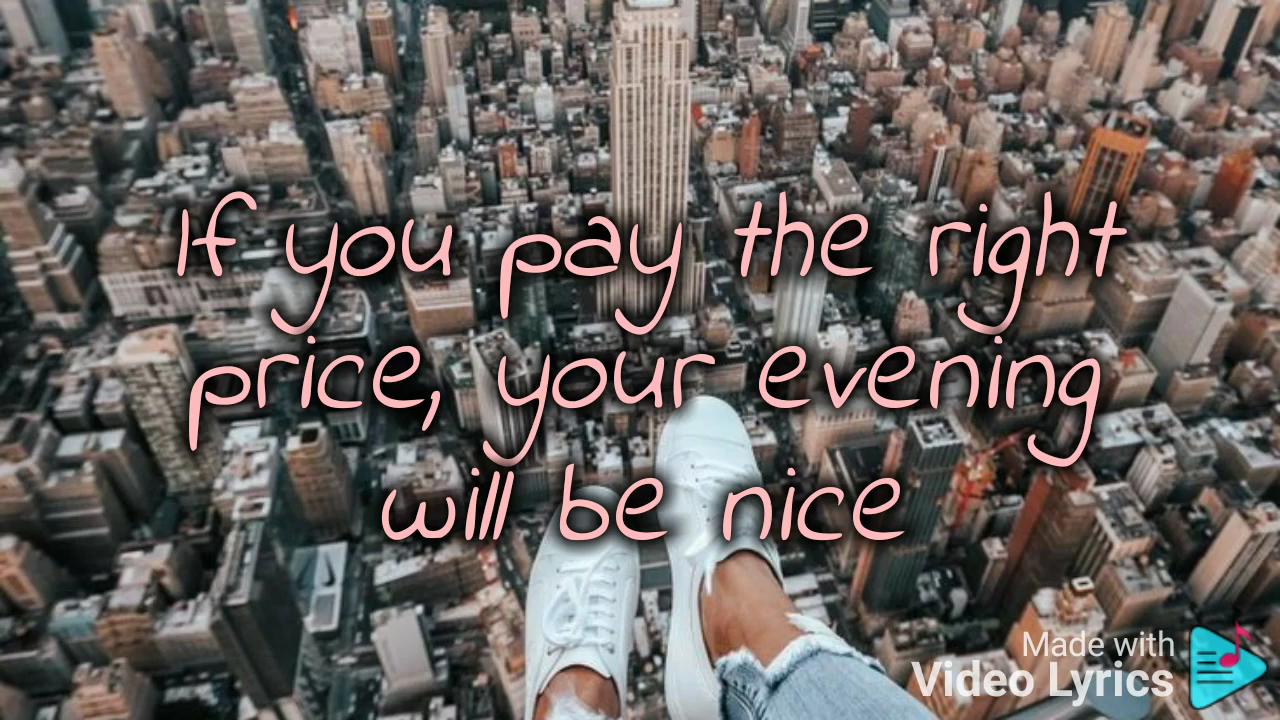 If you pay the right
price, your evening
will be nice
Made with
Video Lyrics